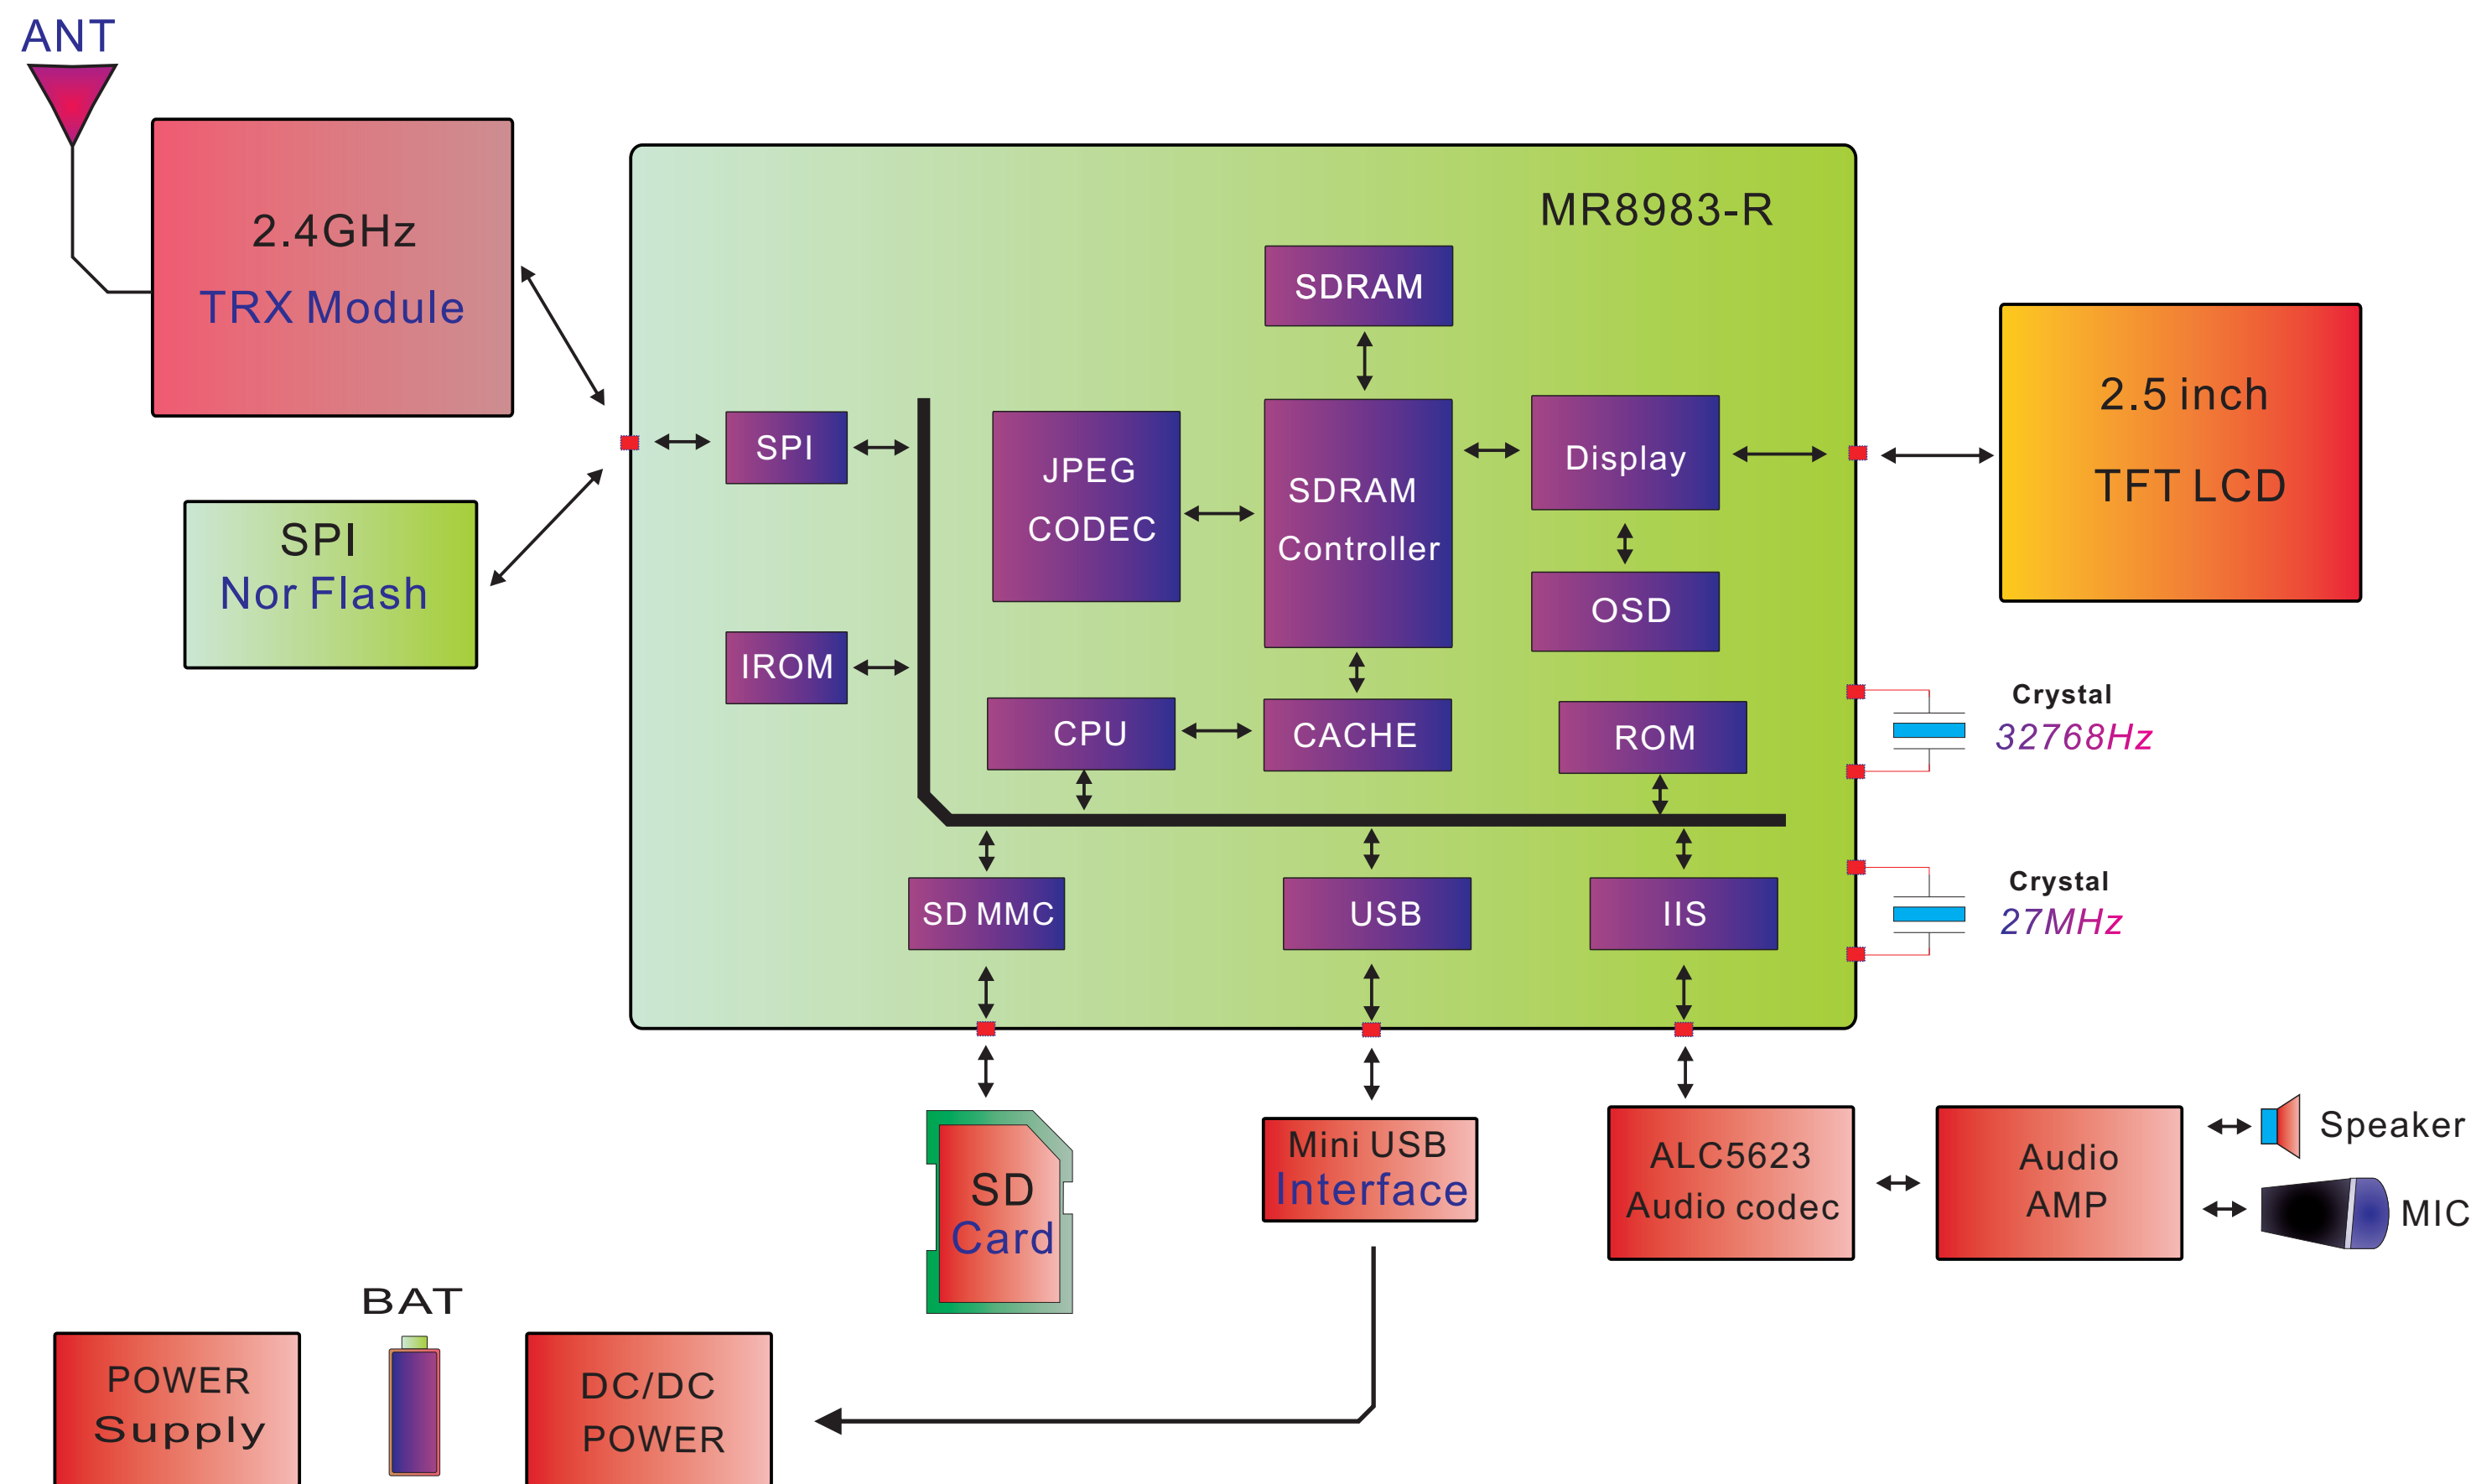 ANT
2.4GHz
TRX Module
SPI
Nor Flash
MR8983-R
SDRAM
SPI
JPEG
CODEC
SDRAM
Controller
Display
OSD
IROM
CPU
CACHE
ROM
SD MMC
USB
IIS
2.5 inch
TFT LCD
Crystal
32768Hz
Crystal
27MHz
SD
Card
Mini USB
Interface
ALC5623
Audio codec
Audio
AMP
Speaker
MIC
BAT
POWER
Supply
DC/DC
POWER